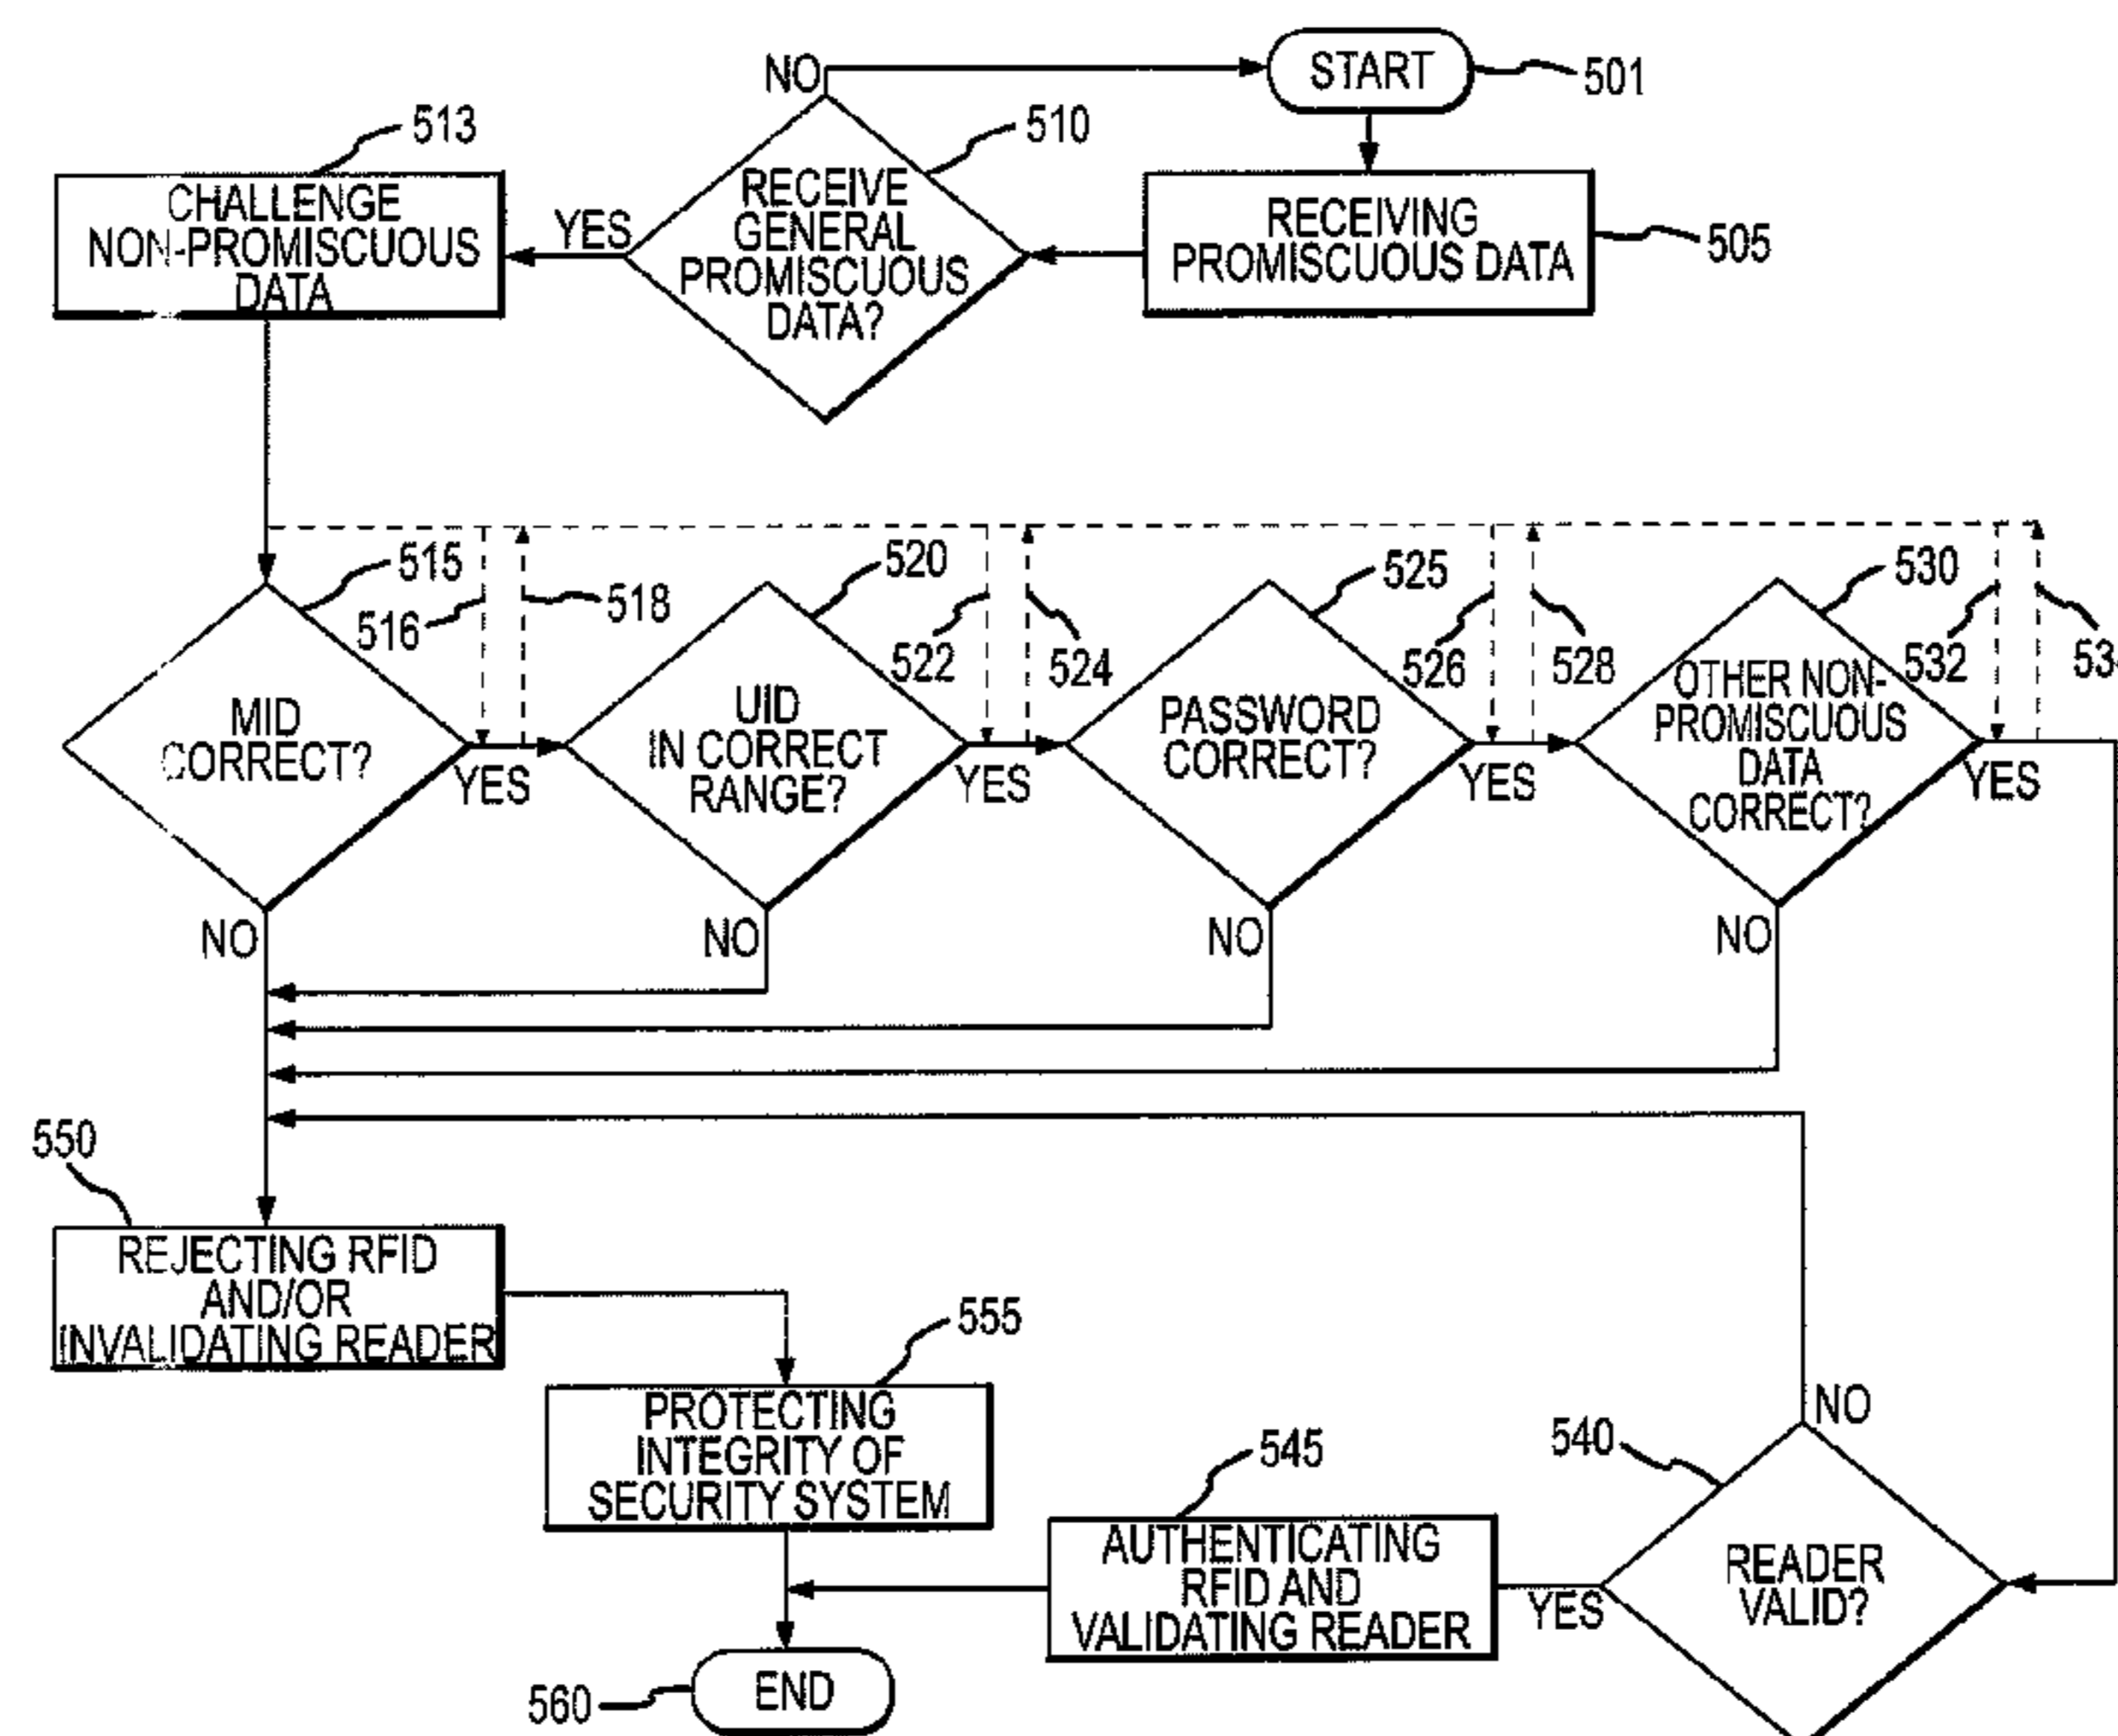 NO
START
501
513
510
CHALLENGE
NON-PROMISCUOUS
DATA
YES
RECEIVE
GENERAL
PROMISCUOUS
DATA?
RECEIVING
PROMISCUOUS DATA
505
515
516
518
520
522
524
525
526
528
530
532
MID
CORRECT?
YES
UID
IN CORRECT
RANGE?
YES
PASSWORD
CORRECT?
YES
OTHER NON-
PROMISCUOUS
DATA
CORRECT?
YES
NO
NO
NO
NO
550
REJECTING RFID
AND/OR
INVALIDATING READER
555
PROTECTING
INTEGRITY OF
SECURITY SYSTEM
545
AUTHENTICATING
RFID AND
VALIDATING READER
YES
540
NO
READER
VALID?
560
END